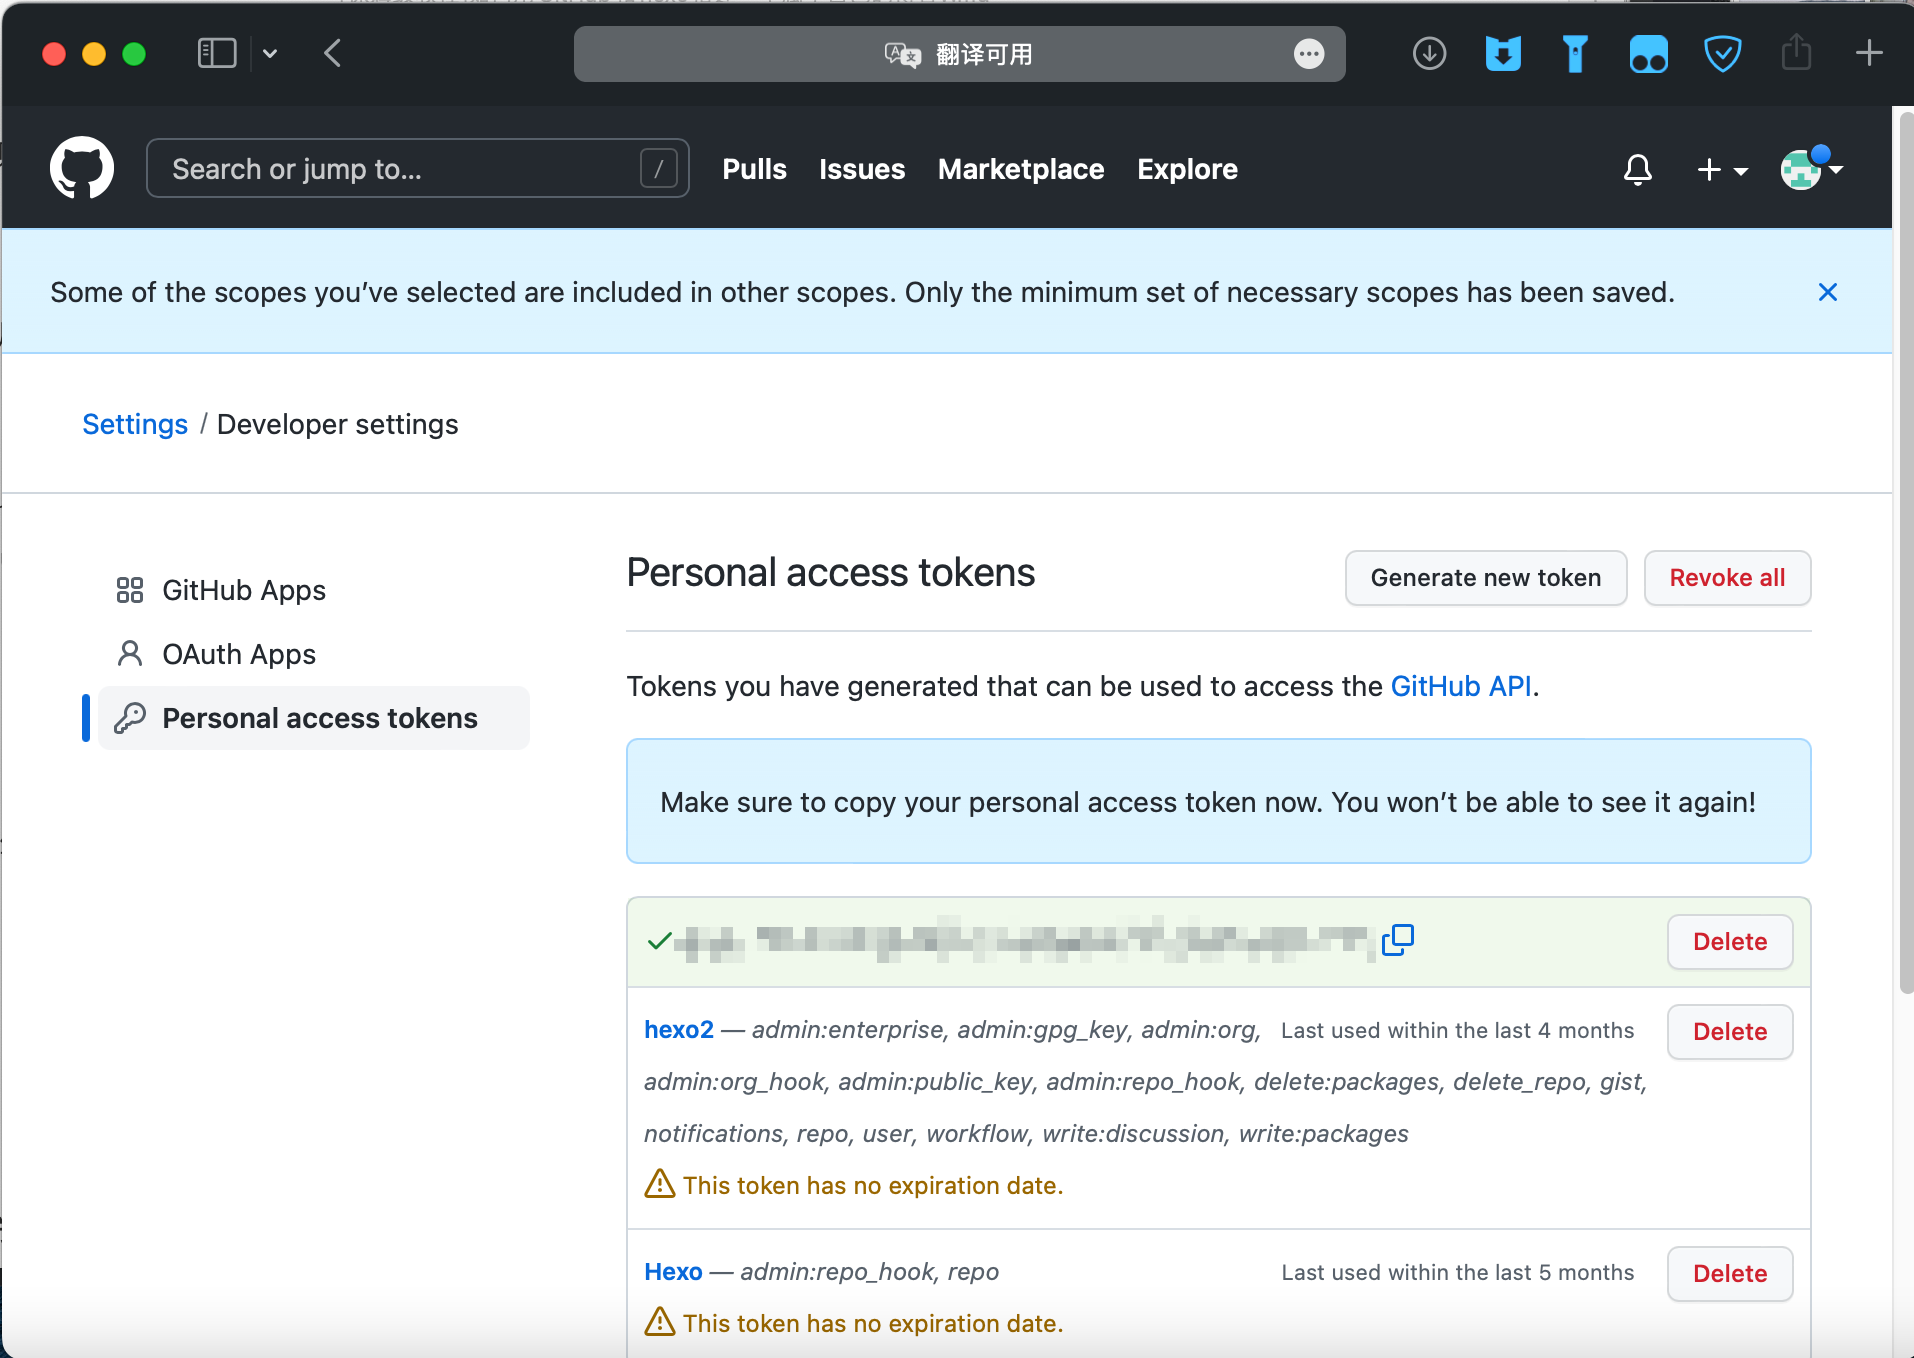 翻译可用
Search or jump to... /
Pulls Issues Marketplace Explore
Some of the scopes you’ve selected are included in other scopes. Only the minimum set of necessary scopes has been saved.
Settings / Developer settings
GitHub Apps
OAuth Apps
Personal access tokens
Personal access tokens
Generate new token
Revoke all
Tokens you have generated that can be used to access the GitHub API.
Make sure to copy your personal access token now. You won’t be able to see it again!
Delete
hexo2 — admin:enterprise, admin:gpg_key, admin:org, Last used within the last 4 months
Delete
admin:org_hook, admin:public_key, admin:repo_hook, delete:packages, delete_repo, gist,
notifications, repo, user, workflow, write:discussion, write:packages
This token has no expiration date.
Hexo — admin:repo_hook, repo Last used within the last 5 months
Delete
This token has no expiration date.